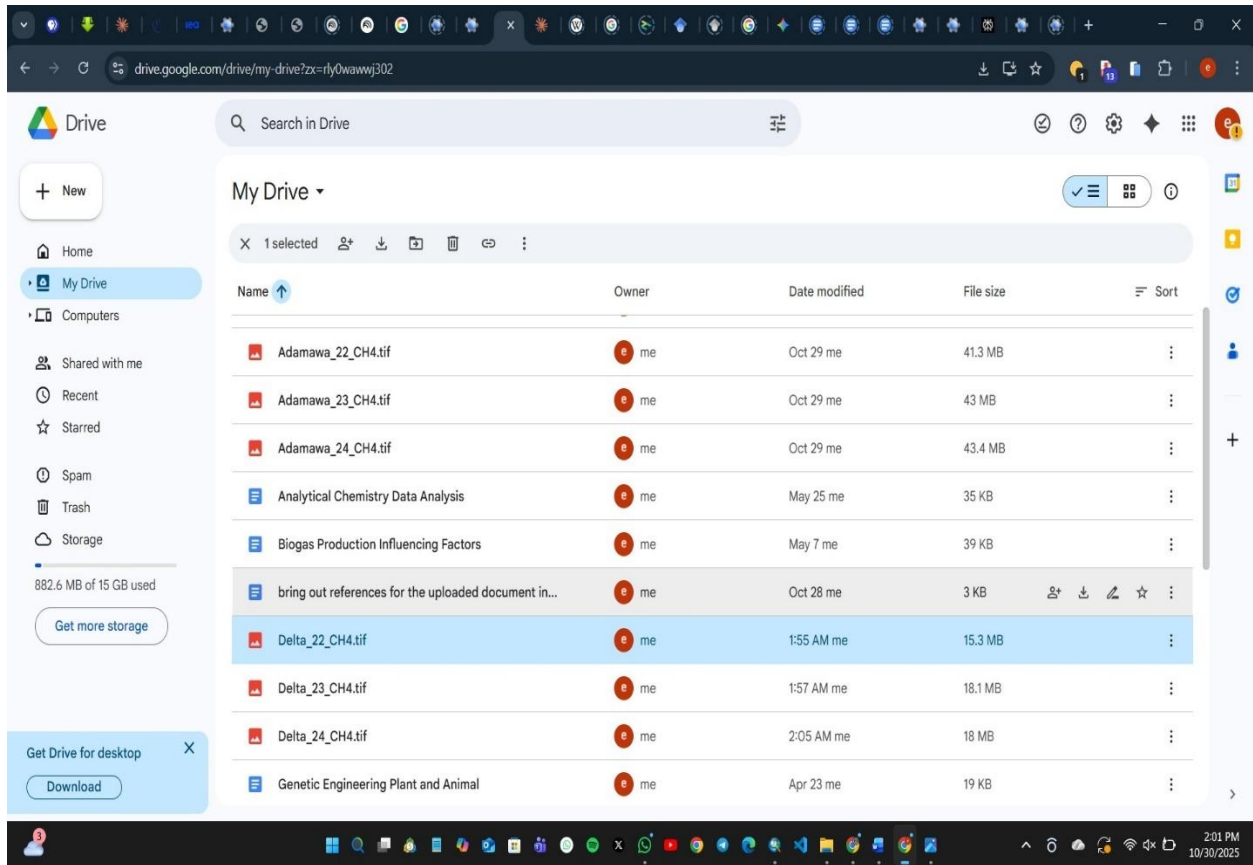 drive.google.com/drive/my-drive?zx=rly0wawwj302
1
13
e
Drive
Search in Drive
e
New
My Drive
31
X 1 selected
Home
My Drive
Computers
Shared with me
Recent
Starred
Spam
Trash
Storage
882.6 MB of 15 GB used
Get more storage
Name Owner Date modified File size Sort
Adamawa_22_CH4.tif e me Oct 29 me 41.3 MB
Adamawa_23_CH4.tif e me Oct 29 me 43 MB
Adamawa_24_CH4.tif e me Oct 29 me 43.4 MB
Analytical Chemistry Data Analysis e me May 25 me 35 KB
Biogas Production Influencing Factors e me May 7 me 39 KB
bring out references for the uploaded document in... e me Oct 28 me 3 KB
Delta_22_CH4.tif e me 1:55 AM me 15.3 MB
Delta_23_CH4.tif e me 1:57 AM me 18.1 MB
Delta_24_CH4.tif e me 2:05 AM me 18 MB
Genetic Engineering Plant and Animal e me Apr 23 me 19 KB
Get Drive for desktop X
Download
3
2:01 PM
10/30/2025